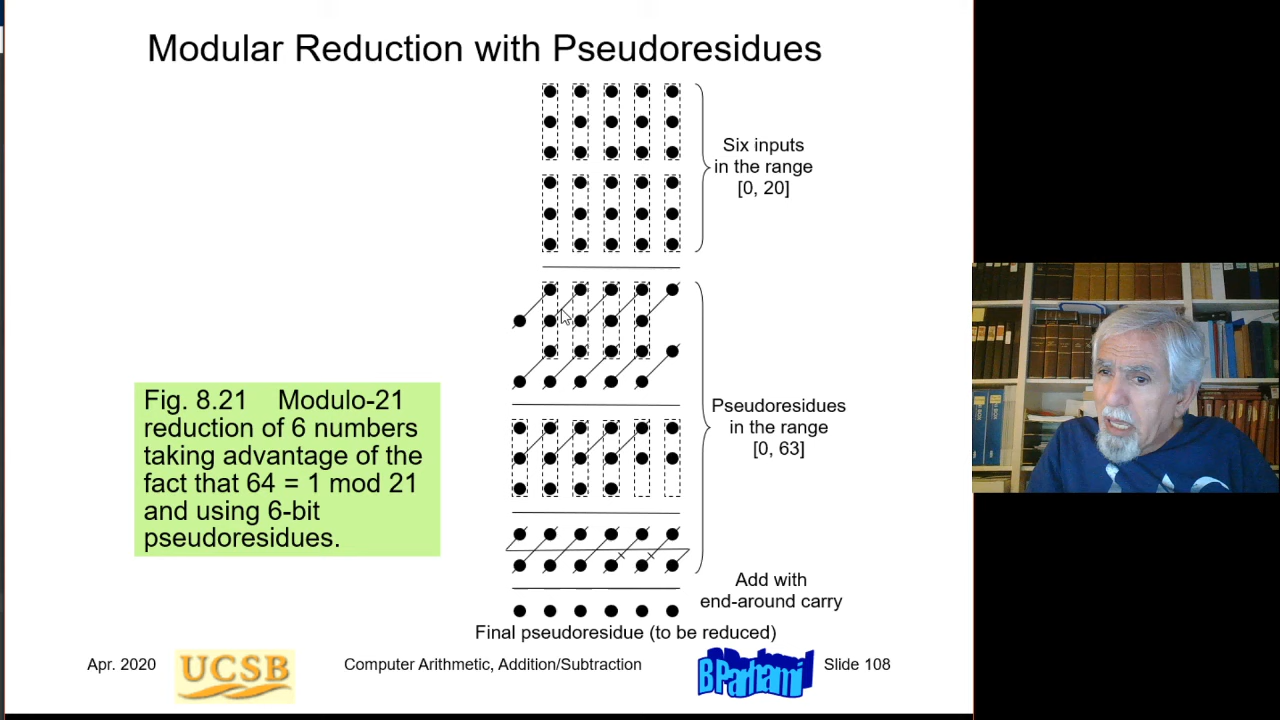 Modular Reduction with Pseudoresidues
Six inputs
in the range
[0, 20]
Fig. 8.21 Modulo-21
reduction of 6 numbers
taking advantage of the
fact that 64 = 1 mod 21
and using 6-bit
pseudoresidues.
Pseudoresidues
in the range
[0, 63]
Add with
end-around carry
Final pseudoresidue (to be reduced)
Apr. 2020
UCSB
Computer Arithmetic, Addition/Subtraction
B Parhami
Slide 108